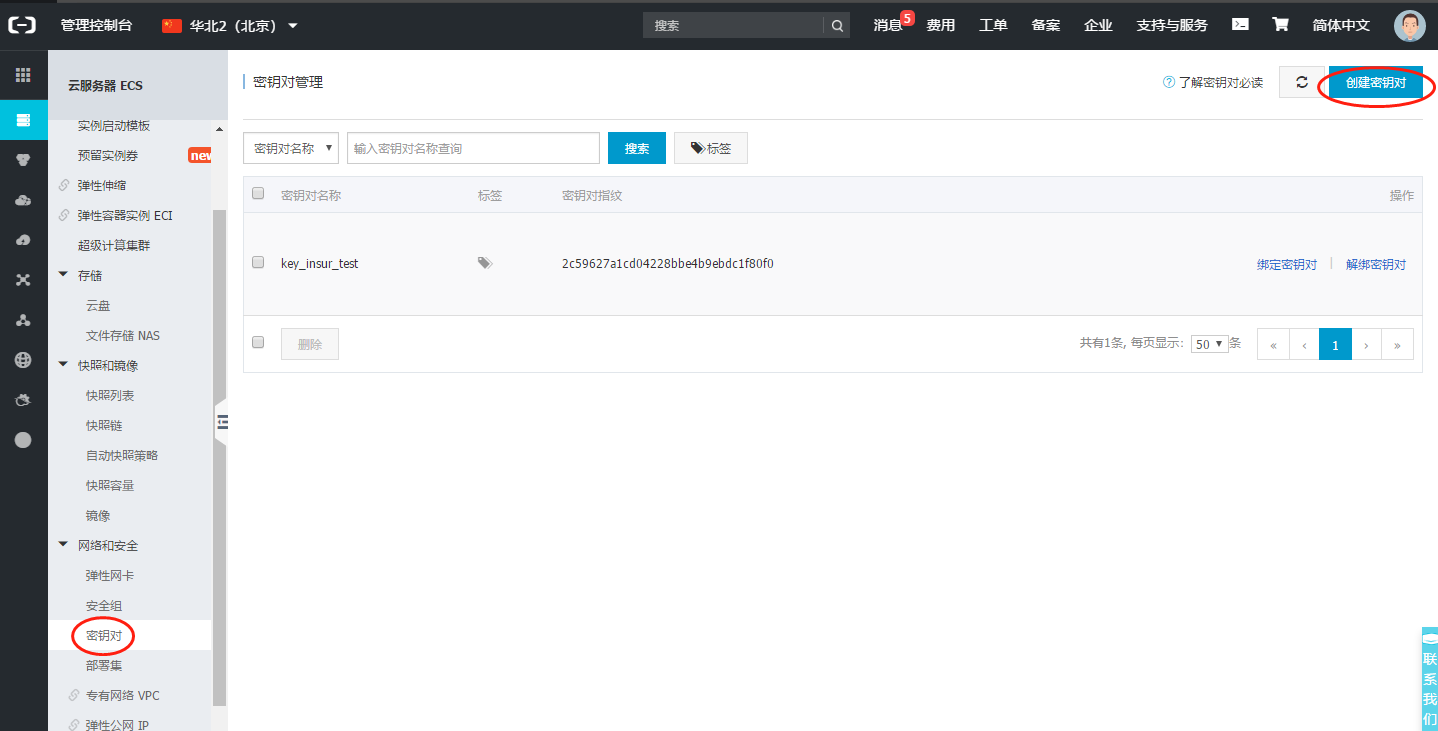 管理控制台 华北2（北京） 搜索 消息 5 费用 工单 备案 企业 支持与服务 简体中文
云服务器 ECS
实例启动模板
预留实例券 new
弹性伸缩
弹性容器实例 ECI
超级计算集群
存储
云盘
文件存储 NAS
快照和镜像
快照列表
快照链
自动快照策略
快照容量
镜像
网络和安全
弹性网卡
安全组
密钥对
部署集
专有网络 VPC
弹性公网 IP
密钥对管理 了解密钥对必读 创建密钥对
密钥对名称 输入密钥对名称查询 搜索 标签
密钥对名称 标签 密钥对指纹 操作
key_insur_test 2c59627a1cd04228bbe4b9ebdc1f80f0 绑定密钥对 | 解绑密钥对
删除 共有1条, 每页显示: 50 条 « ‹ 1 › »
联系我们